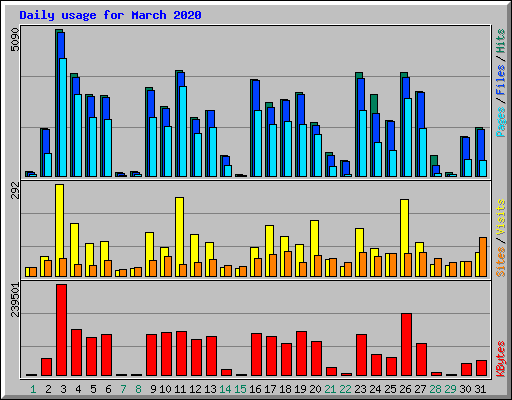 Daily usage for March 2020
5090
Pages / Files / Hits
292
Sites / Visits
239501
KBytes
1 2 3 4 5 6 7 8 9 10 11 12 13 14 15 16 17 18 19 20 21 22 23 24 25 26 27 28 29 30 31